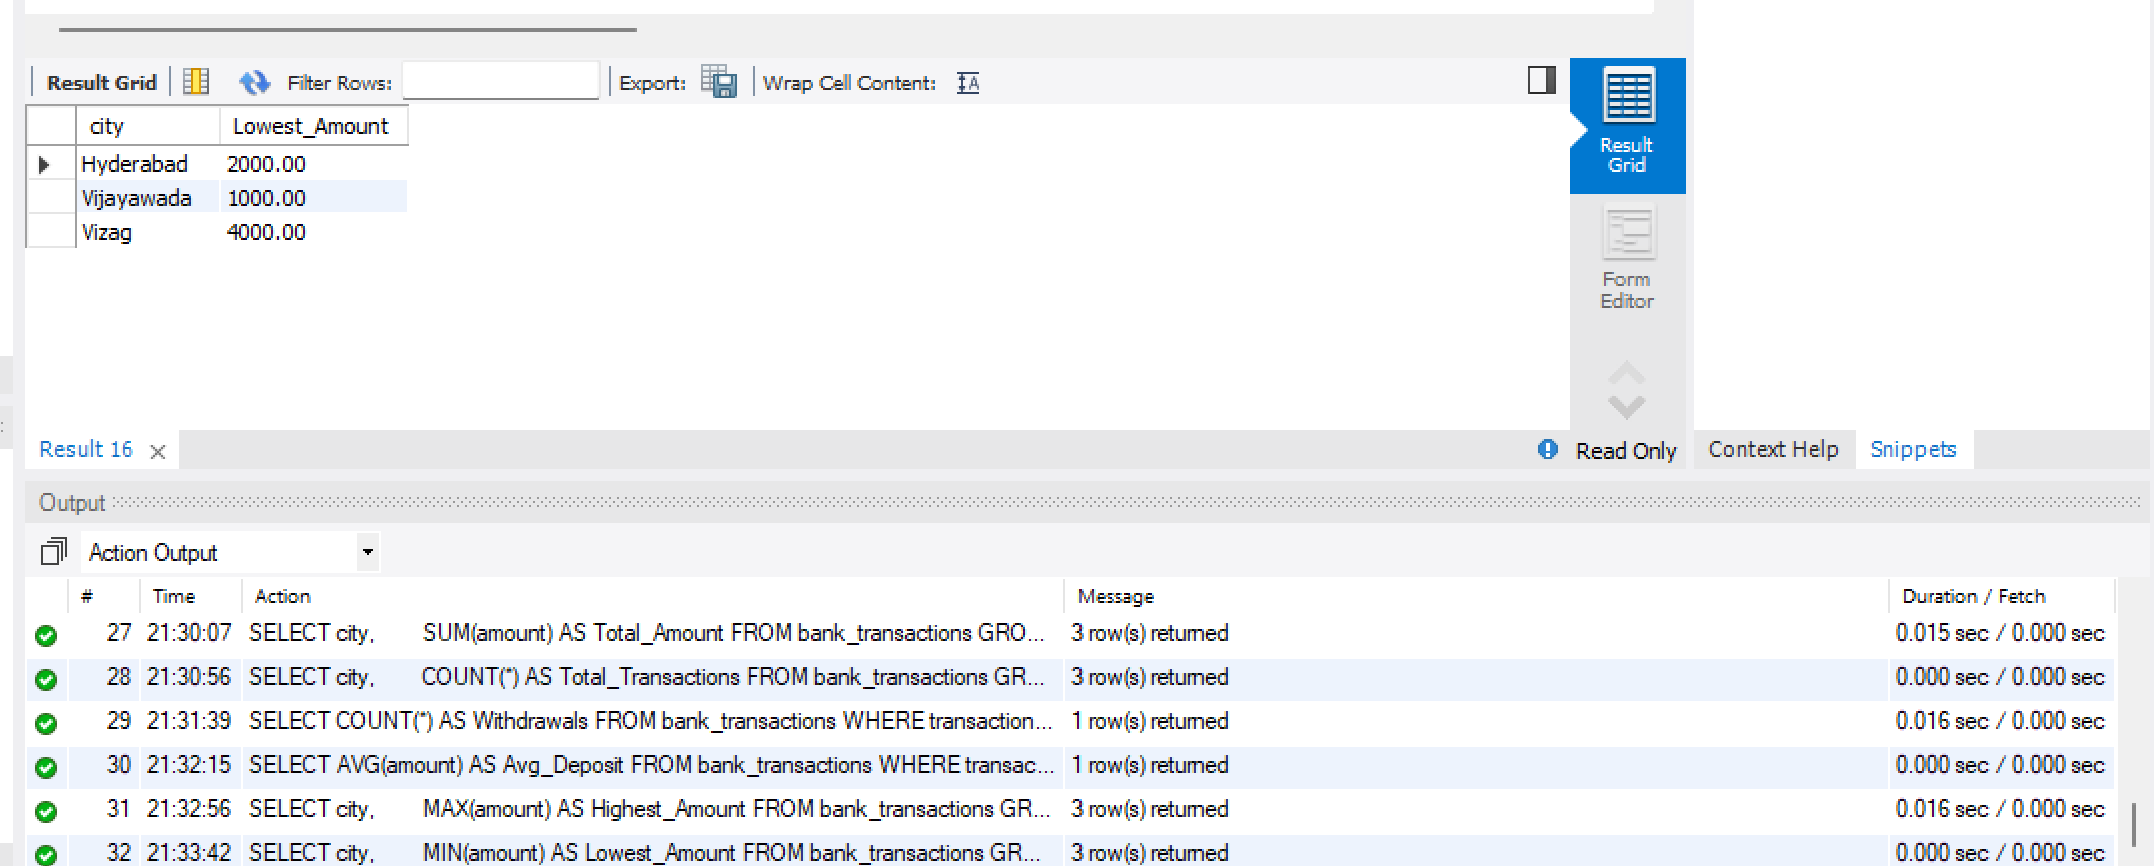 Result Grid Filter Rows: Export: Wrap Cell Content:
city Lowest_Amount
Hyderabad 2000.00
Vijayawada 1000.00
Vizag 4000.00
Result
Grid
Form
Editor
Result 16 Read Only Context Help Snippets
Output
Action Output
# Time Action Message Duration / Fetch
27 21:30:07 SELECT city, SUM(amount) AS Total_Amount FROM bank_transactions GRO... 3 row(s) returned 0.015 sec / 0.000 sec
28 21:30:56 SELECT city, COUNT(*) AS Total_Transactions FROM bank_transactions GR... 3 row(s) returned 0.000 sec / 0.000 sec
29 21:31:39 SELECT COUNT(*) AS Withdrawals FROM bank_transactions WHERE transaction... 1 row(s) returned 0.016 sec / 0.000 sec
30 21:32:15 SELECT AVG(amount) AS Avg_Deposit FROM bank_transactions WHERE transac... 1 row(s) returned 0.000 sec / 0.000 sec
31 21:32:56 SELECT city, MAX(amount) AS Highest_Amount FROM bank_transactions GR... 3 row(s) returned 0.016 sec / 0.000 sec
32 21:33:42 SELECT city, MIN(amount) AS Lowest_Amount FROM bank_transactions GR... 3 row(s) returned 0.000 sec / 0.000 sec